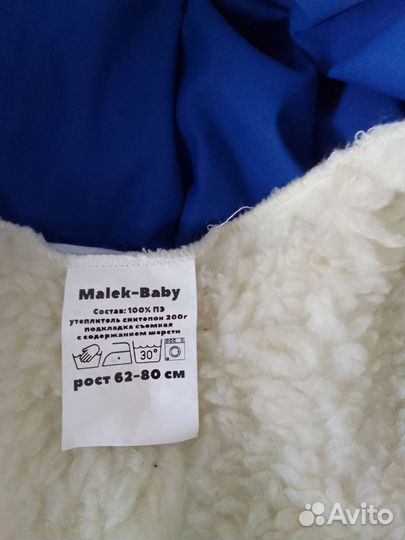 Malek-Baby
Состав: 100% ПЭ
утеплитель синтепон 200г
подкладка съемная
с содержанием шерсти
30°
рост 62-80 см
Avito